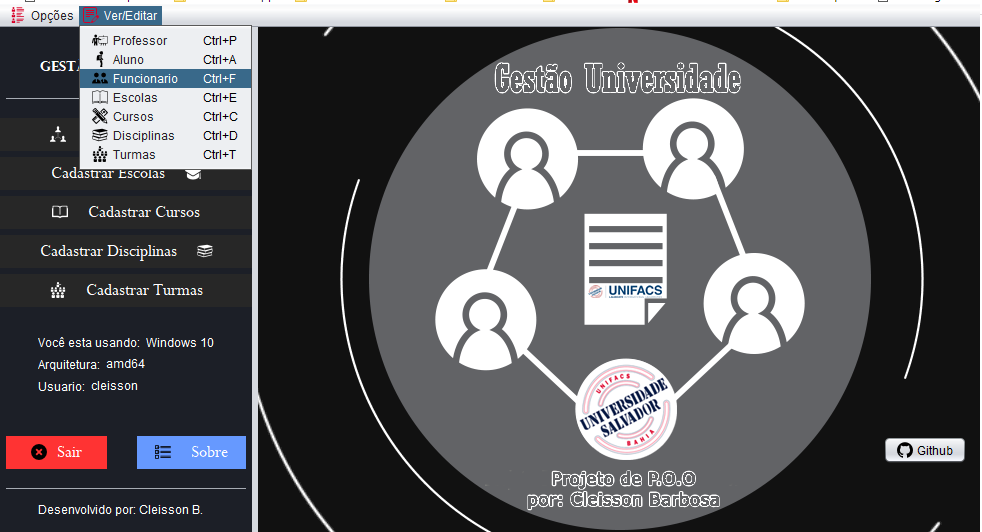 Opções Ver/Editar
Professor Ctrl+P
Aluno Ctrl+A
Funcionario Ctrl+F
Escolas Ctrl+E
Cursos Ctrl+C
Disciplinas Ctrl+D
Turmas Ctrl+T
Cadastrar Escolas
Cadastrar Cursos
Cadastrar Disciplinas
Cadastrar Turmas
Você esta usando: Windows 10
Arquitetura: amd64
Usuario: cleisson
Sair
Sobre
Desenvolvido por: Cleisson B.
Gestão Universidade
UNIFACS
UNIFACS
UNIVERSIDADE
SALVADOR
BAHIA
Projeto de P.O.O
por: Cleisson Barbosa
Github